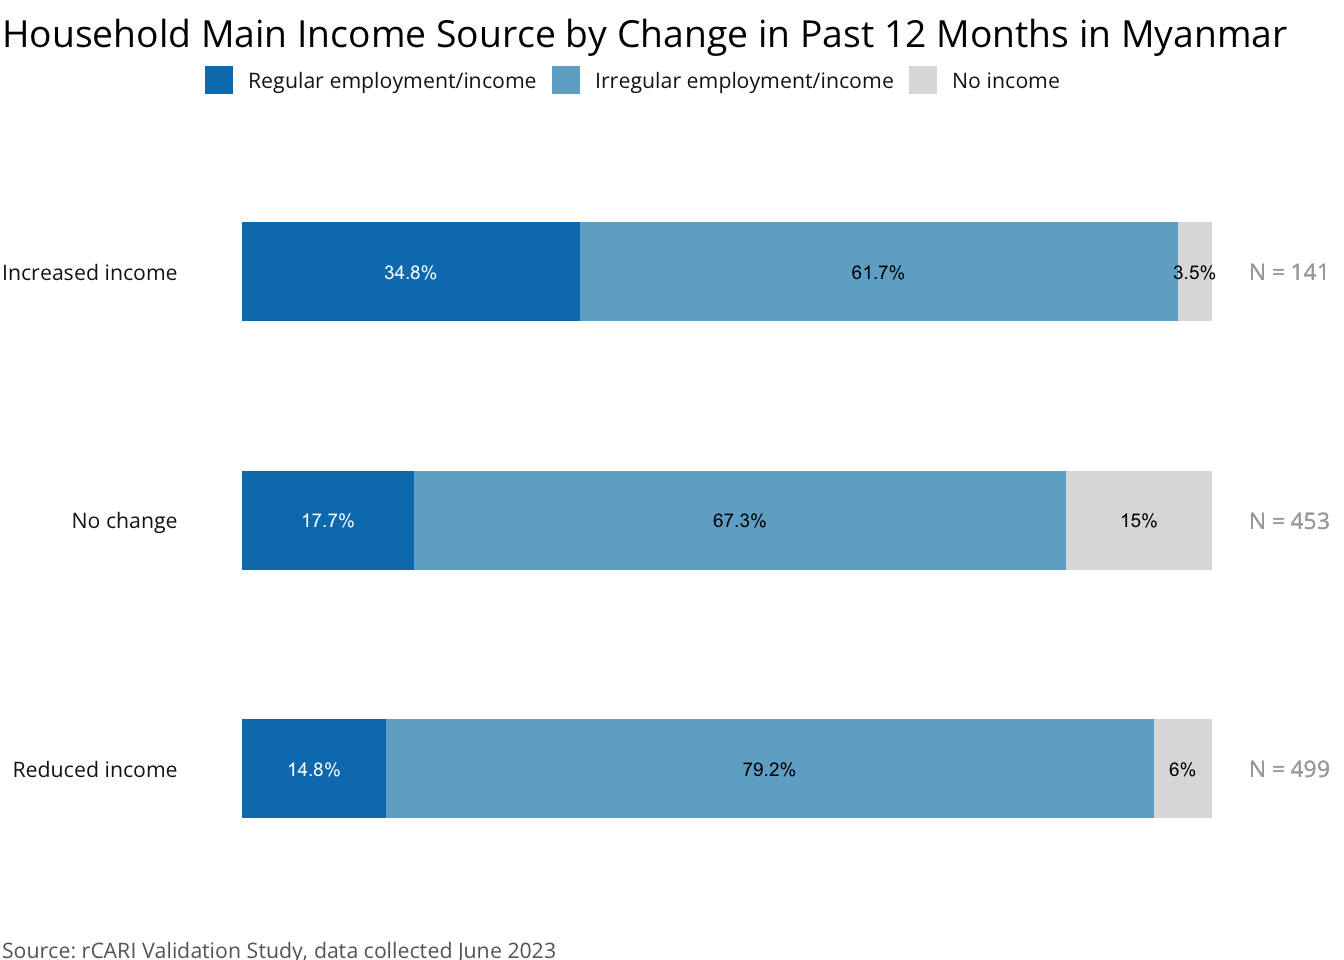 Household Main Income Source by Change in Past 12 Months in Myanmar
Regular employment/income Irregular employment/income No income
Increased income 34.8% 61.7% 3.5% N = 141
No change 17.7% 67.3% 15% N = 453
Reduced income 14.8% 79.2% 6% N = 499
Source: rCARI Validation Study, data collected June 2023